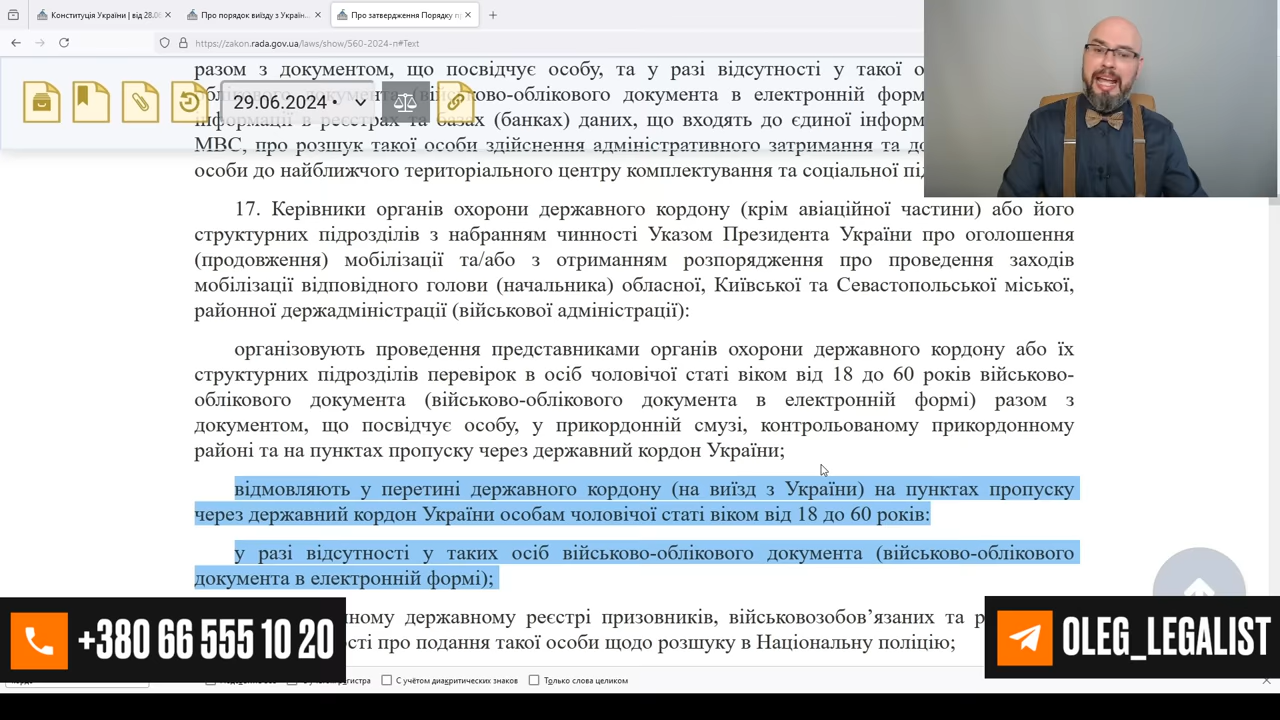 Конституція України | від 28.06
Про порядок виїзду з Україн
Про затвердження Порядку п
https://zakon.rada.gov.ua/laws/show/560-2024-п#Text
разом з документом, що посвідчує особу, та у разі відсутності у такої
29.06.2024 •
військово-облікового документа в електронній
інформації в реєстрах та базах (банках) даних, що входять до єдиної
МВС, про розшук такої особи здійснення адміністративного затримання та
особи до найближчого територіального центру комплектування та соціальної
17. Керівники органів охорони державного кордону (крім авіаційної частини) або його
структурних підрозділів з набранням чинності Указом Президента України про оголошення
(продовження) мобілізації та/або з отриманням розпорядження про проведення заходів
мобілізації відповідного голови (начальника) обласної, Київської та Севастопольської міської,
районної держадміністрації (військової адміністрації):
організовують проведення представниками органів охорони державного кордону або їх
структурних підрозділів перевірок в осіб чоловічої статі віком від 18 до 60 років військово-
облікового документа (військово-облікового документа в електронній формі) разом з
документом, що посвідчує особу, у прикордонній смузі, контрольованому прикордонному
районі та на пунктах пропуску через державний кордон України;
відмовляють у перетині державного кордону (на виїзд з України) на пунктах пропуску
через державний кордон України особам чоловічої статі віком від 18 до 60 років:
у разі відсутності у таких осіб військово-облікового документа (військово-облікового
документа в електронній формі);
державному реєстрі призовників, військовозобов’язаних та
про подання такої особи щодо розшуку в Національну поліцію;
+380 66 555 10 20
OLEG_LEGALIST
С учётом диакритических знаков
Только слова целиком